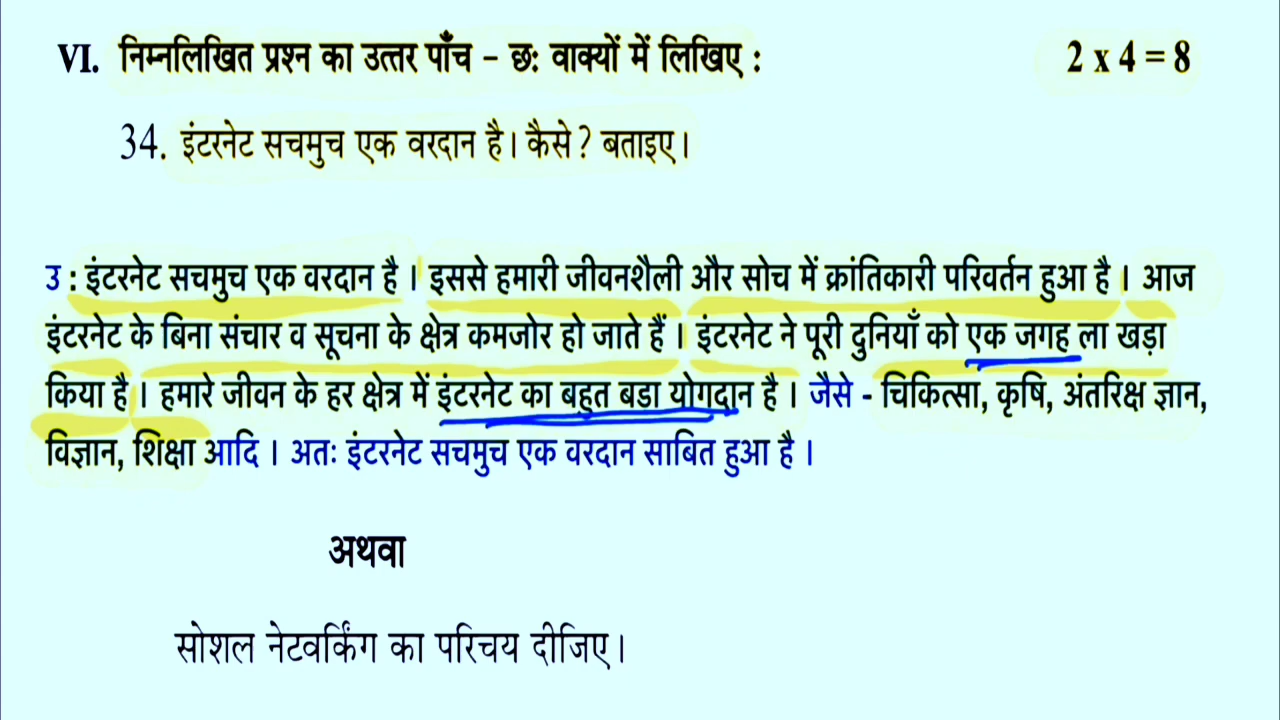 VI. निम्नलिखित प्रश्न का उत्तर पाँच - छः वाक्यों में लिखिए : 2 x 4 = 8
34. इंटरनेट सचमुच एक वरदान है। कैसे? बताइए।
उ : इंटरनेट सचमुच एक वरदान है । इससे हमारी जीवनशैली और सोच में क्रांतिकारी परिवर्तन हुआ है । आज
इंटरनेट के बिना संचार व सूचना के क्षेत्र कमजोर हो जाते हैं । इंटरनेट ने पूरी दुनियाँ को एक जगह ला खड़ा
किया है । हमारे जीवन के हर क्षेत्र में इंटरनेट का बहुत बडा योगदान है । जैसे - चिकित्सा, कृषि, अंतरिक्ष ज्ञान,
विज्ञान, शिक्षा आदि । अतः इंटरनेट सचमुच एक वरदान साबित हुआ है ।
अथवा
सोशल नेटवर्किंग का परिचय दीजिए।